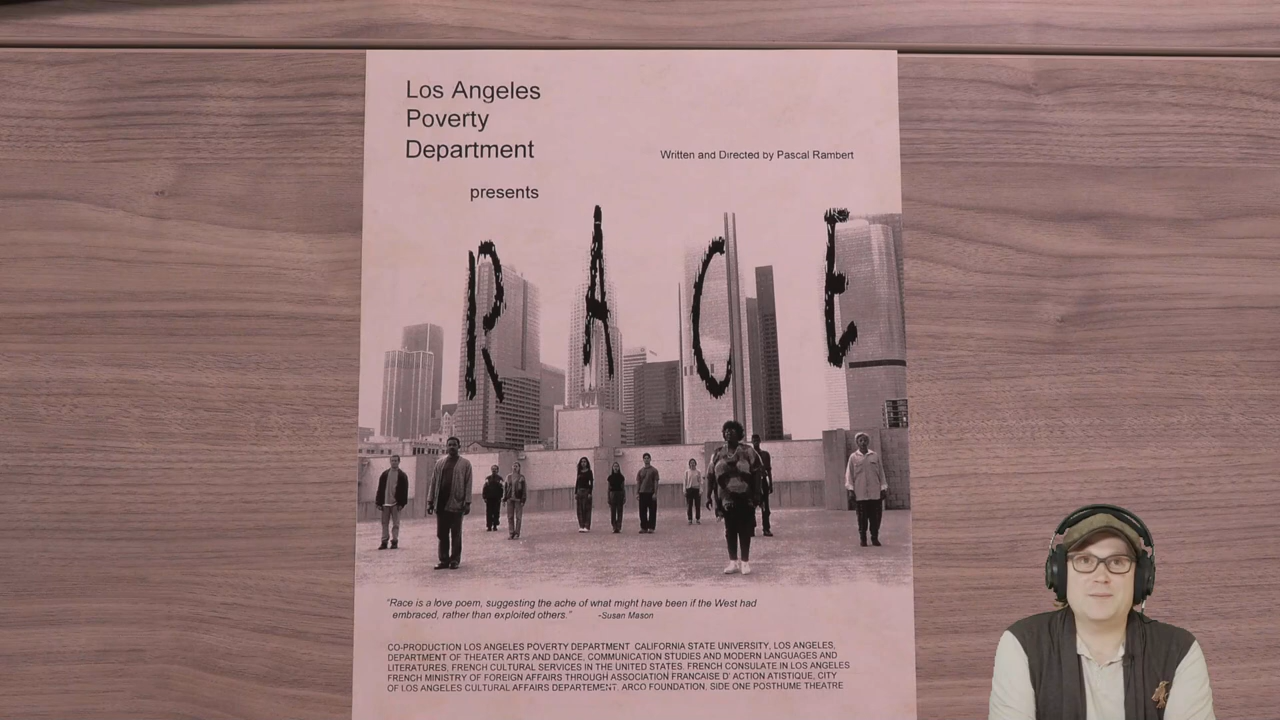 Los Angeles
Poverty
Department
Written and Directed by Pascal Rambert
presents
RACE
"Race is a love poem, suggesting the ache of what might have been if the West had
embraced, rather than exploited others." -Susan Mason
CO-PRODUCTION LOS ANGELES POVERTY DEPARTMENT CALIFORNIA STATE UNIVERSITY, LOS ANGELES,
DEPARTMENT OF THEATER ARTS AND DANCE, COMMUNICATION STUDIES AND MODERN LANGUAGES AND
LITERATURES, FRENCH CULTURAL SERVICES IN THE UNITED STATES. FRENCH CONSULATE IN LOS ANGELES
FRENCH MINISTRY OF FOREIGN AFFAIRS THROUGH ASSOCIATION FRANCAISE D' ACTION ATISTIQUE, CITY
OF LOS ANGELES CULTURAL AFFAIRS DEPARTEMENT. ARCO FOUNDATION. SIDE ONE POSTHUME THEATRE